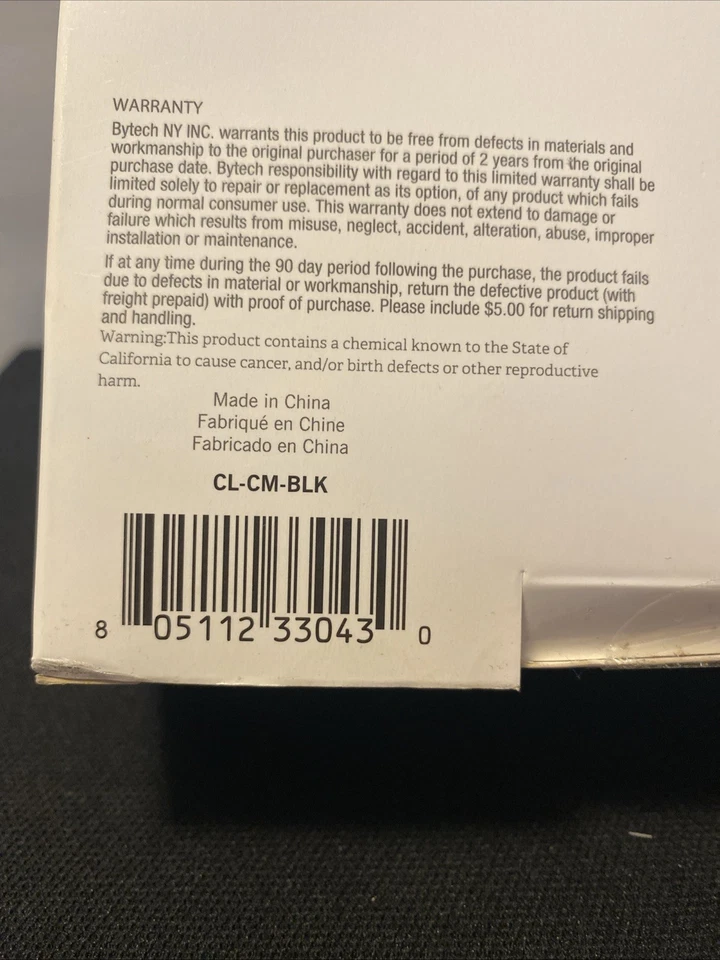 WARRANTY
Bytech NY INC. warrants this product to be free from defects in materials and
workmanship to the original purchaser for a period of 2 years from the original
purchase date. Bytech responsibility with regard to this limited warranty shall be
limited solely to repair or replacement as its option, of any product which fails
during normal consumer use. This warranty does not extend to damage or
failure which results from misuse, neglect, accident, alteration, abuse, improper
installation or maintenance.
If at any time during the 90 day period following the purchase, the product fails
due to defects in material or workmanship, return the defective product (with
freight prepaid) with proof of purchase. Please include $5.00 for return shipping
and handling.
Warning:This product contains a chemical known to the State of
California to cause cancer, and/or birth defects or other reproductive
harm.
Made in China
Fabriqué en Chine
Fabricado en China
CL-CM-BLK
8 05112 33043 0